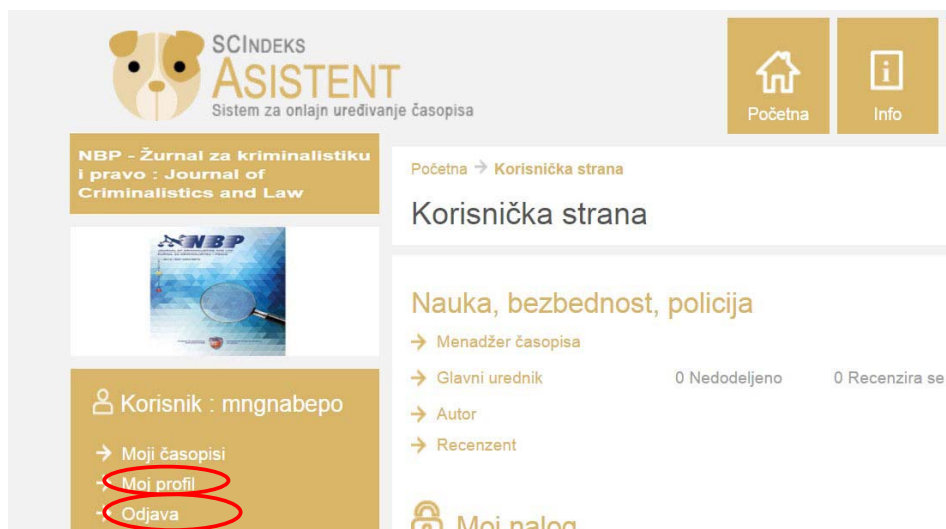 SCINDEKS
ASISTENT
Sistem za onlajn uređivanje časopisa
Početna
Info
NBP - Žurnal za kriminalistiku
i pravo : Journal of
Criminalistics and Law
NBP
Korisnik : mngnabepo
Moji časopisi
Moj profil
Odjava
Početna → Korisnička strana
Korisnička strana
Nauka, bezbednost, policija
Menadžer časopisa
Glavni urednik 0 Nedodeljeno 0 Recenzira se
Autor
Recenzent
Moj nalog